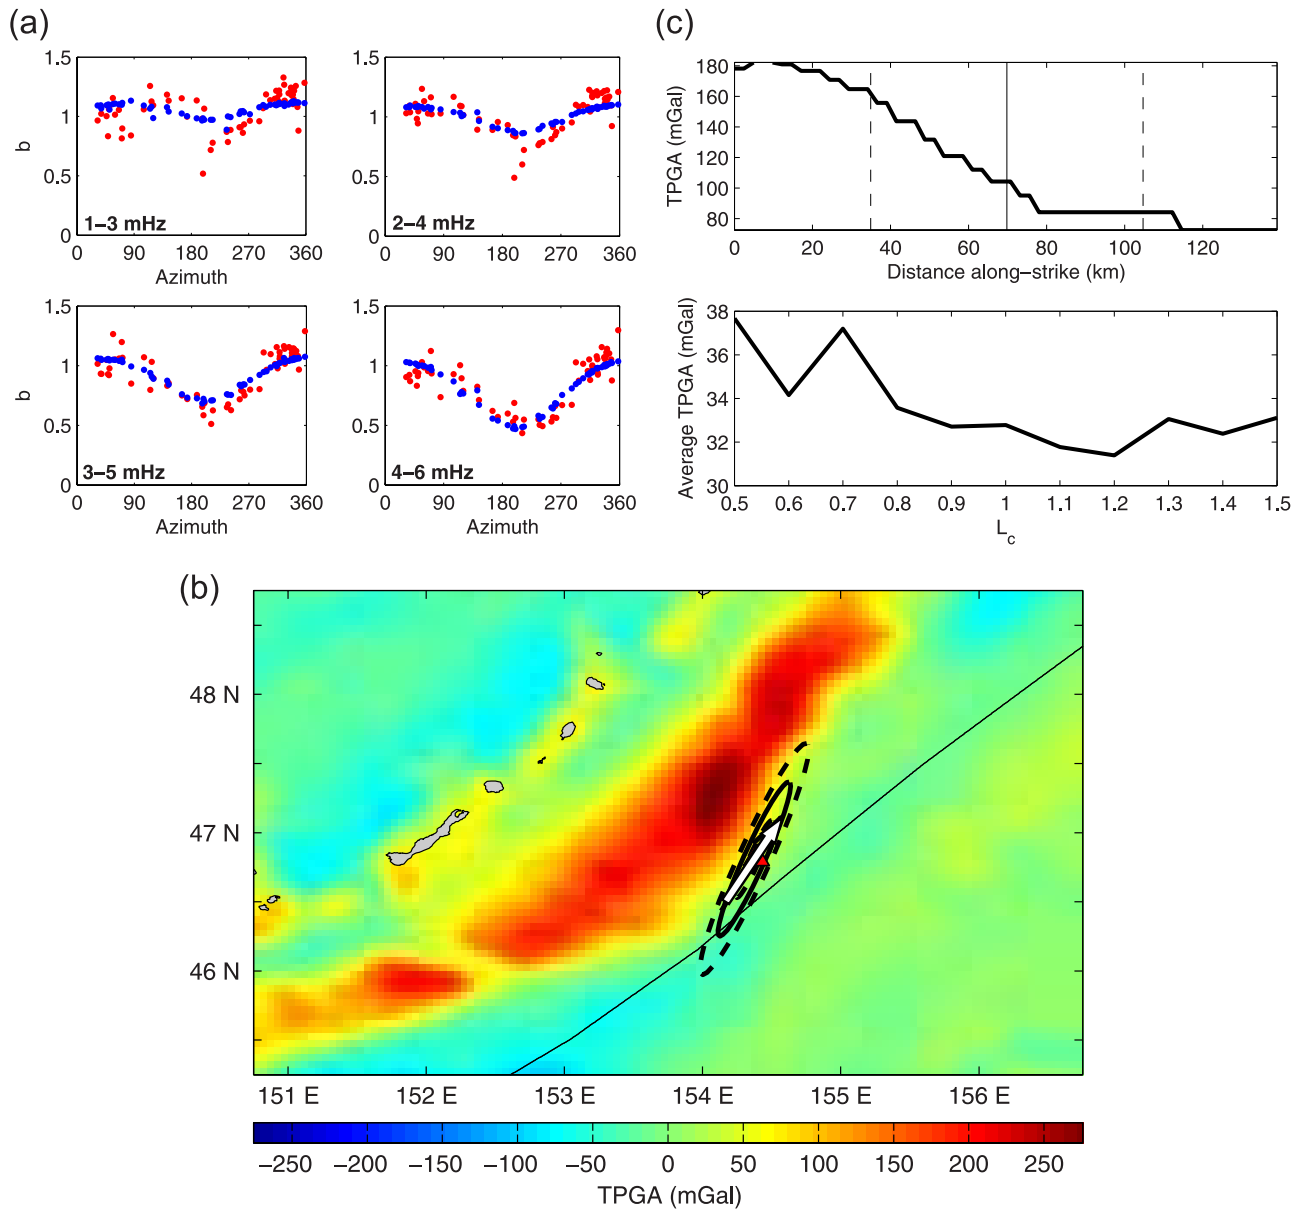 (a)
1.5
1
0.5
0
b
1–3 mHz
0 90 180 270 360
Azimuth
1.5
1
0.5
0
2–4 mHz
0 90 180 270 360
1.5
1
0.5
0
b
3–5 mHz
0 90 180 270 360
Azimuth
1.5
1
0.5
0
4–6 mHz
0 90 180 270 360
Azimuth
(c)
TPGA (mGal)
180
160
140
120
100
80
0 20 40 60 80 100 120
Distance along–strike (km)
Average TPGA (mGal)
38
36
34
32
30
0.5 0.6 0.7 0.8 0.9 1 1.1 1.2 1.3 1.4 1.5
Lc
(b)
48 N
47 N
46 N
151 E 152 E 153 E 154 E 155 E 156 E
−250 −200 −150 −100 −50 0 50 100 150 200 250
TPGA (mGal)